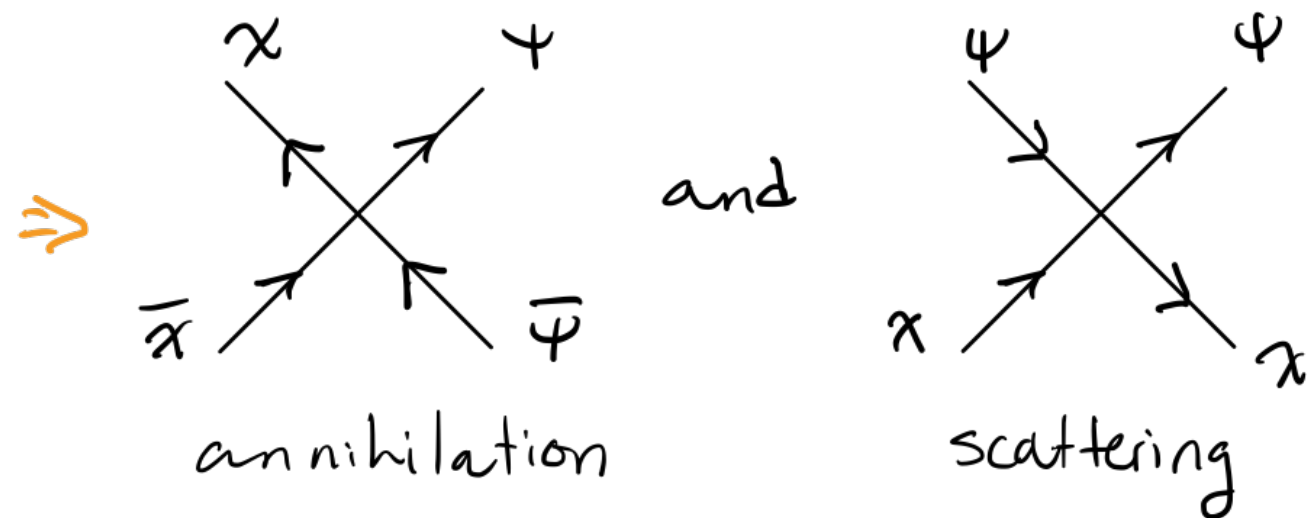 χ ψ ψ ψ
and
χ̄ ψ̄ χ χ
annihilation scattering